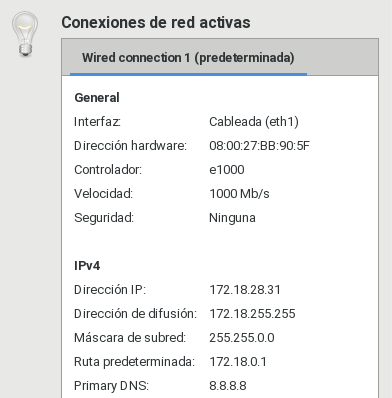 Conexiones de red activas
Wired connection 1 (predeterminada)
General
Interfaz: Cableada (eth1)
Dirección hardware: 08:00:27:BB:90:5F
Controlador: e1000
Velocidad: 1000 Mb/s
Seguridad: Ninguna
IPv4
Dirección IP: 172.18.28.31
Dirección de difusión: 172.18.255.255
Máscara de subred: 255.255.0.0
Ruta predeterminada: 172.18.0.1
Primary DNS: 8.8.8.8